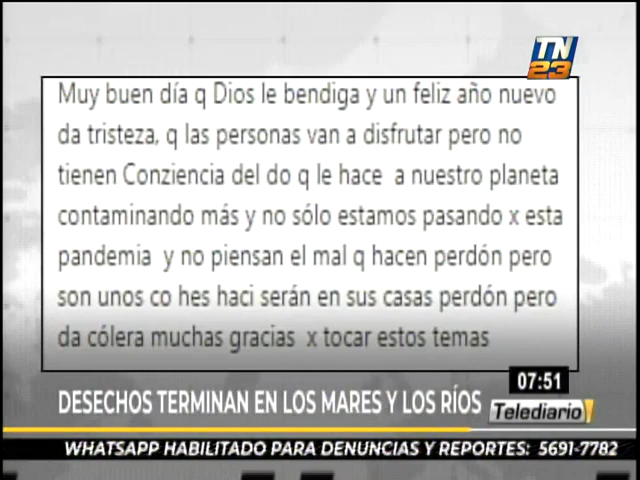 TN
23
Muy buen día q Dios le bendiga y un feliz año nuevo
da tristeza, q las personas van a disfrutar pero no
tienen Conziencia del do q le hace a nuestro planeta
contaminando más y no sólo estamos pasando x esta
pandemia y no piensan el mal q hacen perdón pero
son unos co hes haci serán en sus casas perdón pero
da cólera muchas gracias x tocar estos temas
07:51
DESECHOS TERMINAN EN LOS MARES Y LOS RÍOS
Telediario
WHATSAPP HABILITADO PARA DENUNCIAS Y REPORTES: 5691-7782